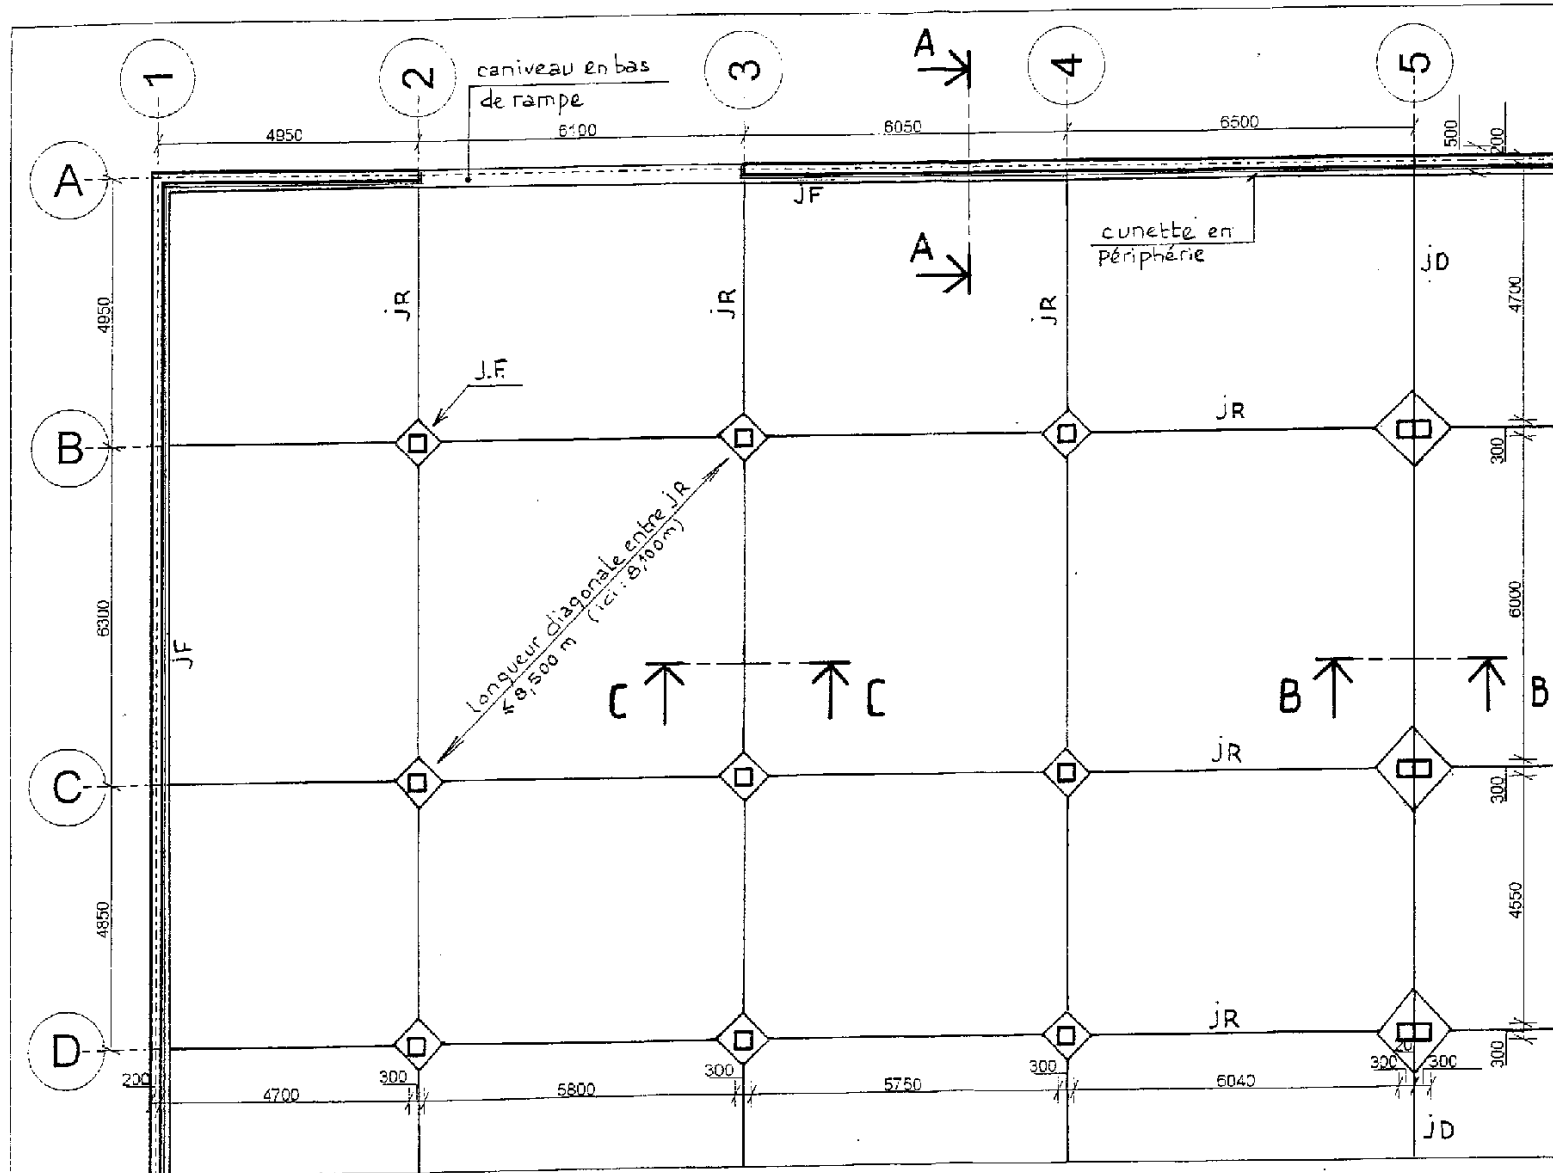 1
2
3
4
5
A
caniveau en bas
de rampe
4950
6100
6050
6500
500
200
A
jF
cunette en
périphérie
A
jD
4950
jR
jR
jR
4700
J.F.
jR
B
300
longueur diagonale entre jR
≤ 8,500 m (ici : 8,100 m)
6300
6000
jF
C
C
B
B
jR
C
300
4850
4550
jR
D
200
300
300
300
20
300
300
300
4700
5800
5750
6040
jD